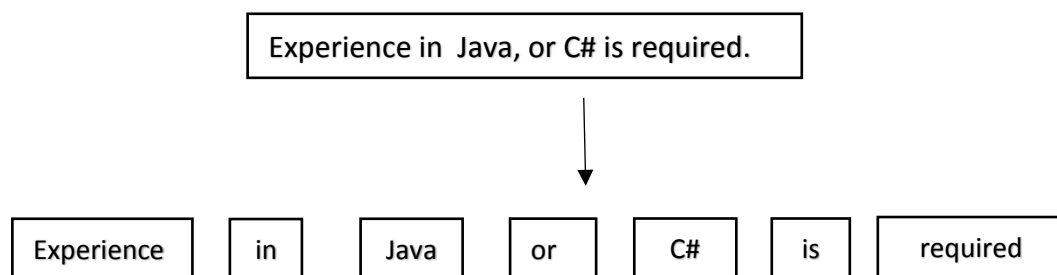 Experience in Java, or C# is required.
Experience in Java or C# is required